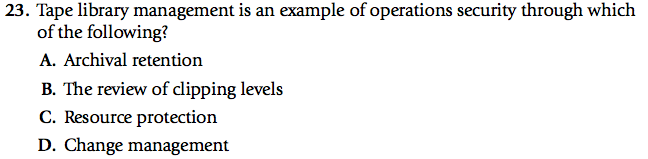 23. Tape library management is an example of operations security through which
of the following?
A. Archival retention
B. The review of clipping levels
C. Resource protection
D. Change management